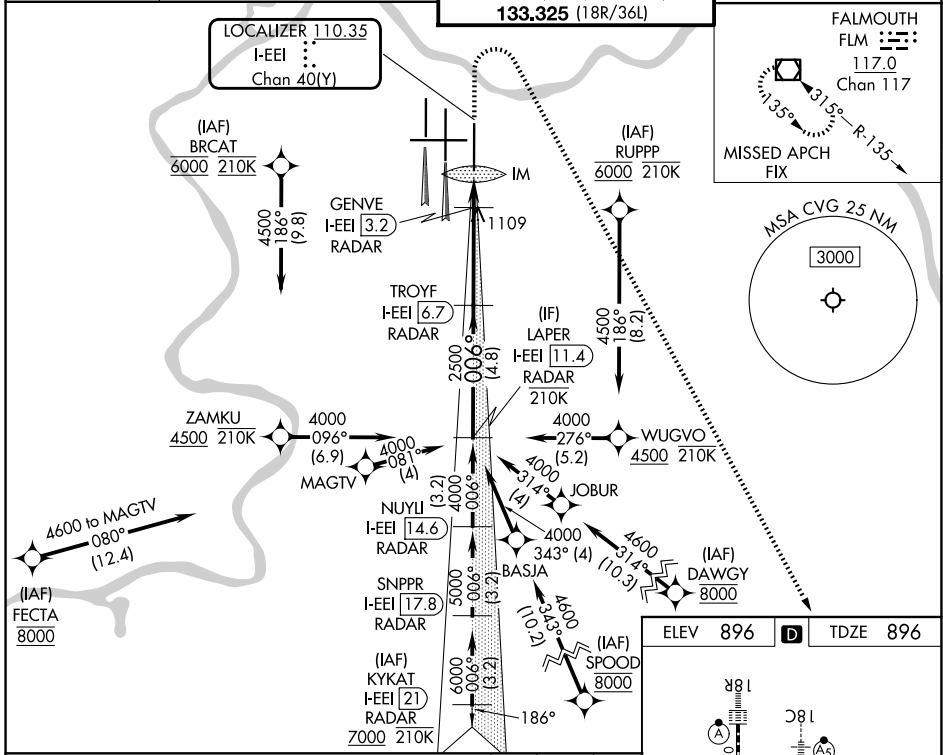 133.325 (18R/36L)
LOCALIZER 110.35
I-EEI
Chan 40(Y)
FALMOUTH
FLM
117.0
Chan 117
315°
135°
R-135
MISSED APCH
FIX
(IAF)
BRCAT
6000 210K
4500
186°
(9.8)
IM
GENVE
I-EEI 3.2
RADAR
1109
(IAF)
RUPPP
6000 210K
4500
186°
(8.2)
MSA CVG 25 NM
3000
TROYF
I-EEI 6.7
RADAR
2500
006°
(4.8)
(IF)
LAPER
I-EEI 11.4
RADAR
210K
ZAMKU
4500 210K
4000
096°
(6.9)
4000
081°
(4)
MAGTV
4000
276°
(5.2)
WUGVO
4500 210K
4000
314°
(4)
JOBUR
NUYLI
I-EEI 14.6
RADAR
4000
006°
(3.2)
4000
343° (4)
BASJA
4600 to MAGTV
080°
(12.4)
(IAF)
FECTA
8000
4600
314°
(10.3)
(IAF)
DAWGY
8000
SNPPR
I-EEI 17.8
RADAR
5000
006°
(3.2)
4600
343°
(10.2)
(IAF)
SPOOD
8000
(IAF)
KYKAT
I-EEI 21
RADAR
7000 210K
6000
006°
(3.2)
186°
ELEV 896
D
TDZE 896
18R
18C
A
A5